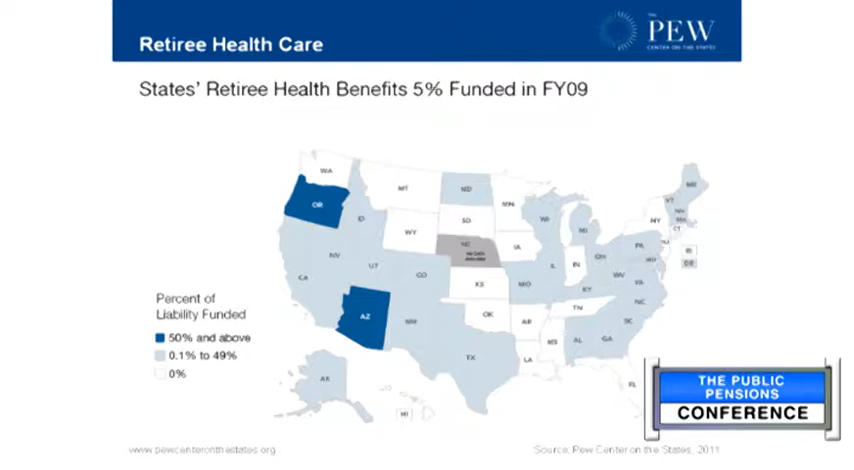 Retiree Health Care
THE
PEW
CENTER ON THE STATES
States' Retiree Health Benefits 5% Funded in FY09
WA
MT
ND
MN
ME
OR
ID
WY
SD
WI
MI
NY
VT
CT
NE
IA
PA
NV
UT
CO
KS
MO
IL
IN
OH
WV
VA
KY
CA
AZ
NM
OK
AR
TN
NC
SC
TX
LA
MS
AL
GA
FL
AK
HI
RI
DE
Percent of
Liability Funded
50% and above
0.1% to 49%
0%
THE PUBLIC
PENSIONS
CONFERENCE
www.pewcenteronthestates.org
Source: Pew Center on the States, 2011